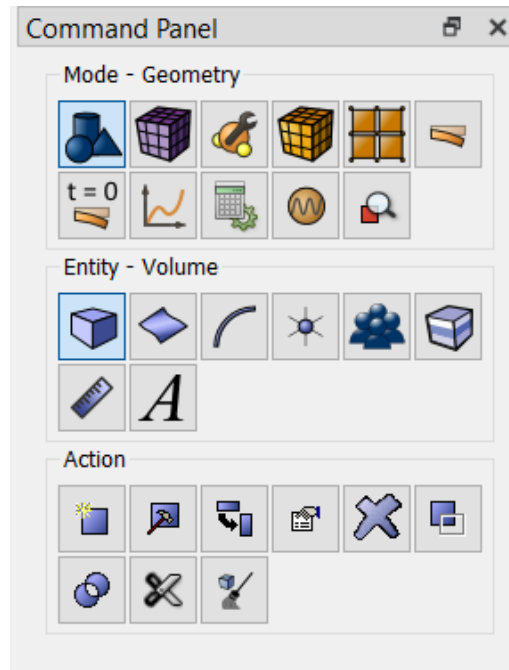 Command Panel
Mode - Geometry
t = 0
Entity - Volume
A
Action